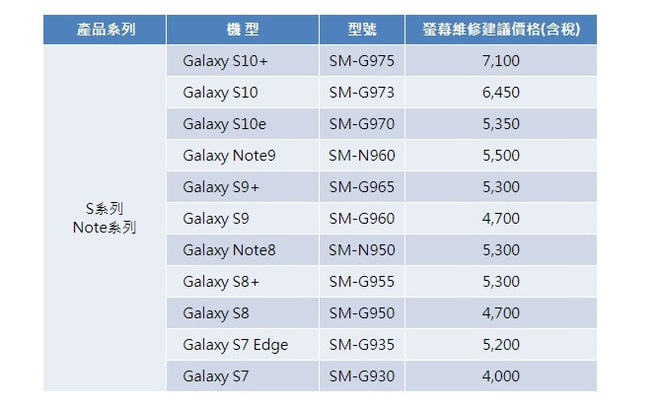 產品系列 機 型 型號 螢幕維修建議價格(含稅)
Galaxy S10+ SM-G975 7,100
Galaxy S10 SM-G973 6,450
Galaxy S10e SM-G970 5,350
Galaxy Note9 SM-N960 5,500
Galaxy S9+ SM-G965 5,300
S系列
Note系列
Galaxy S9 SM-G960 4,700
Galaxy Note8 SM-N950 5,300
Galaxy S8+ SM-G955 5,300
Galaxy S8 SM-G950 4,700
Galaxy S7 Edge SM-G935 5,200
Galaxy S7 SM-G930 4,000